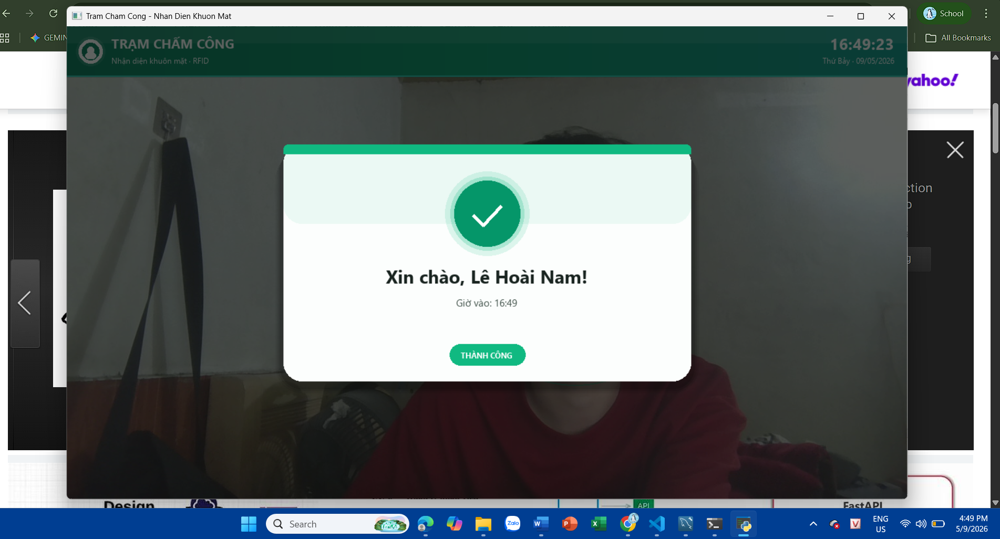 Tram Cham Cong - Nhan Dien Khuon Mat
School
GEMIN
All Bookmarks
TRẠM CHẤM CÔNG
Nhận diện khuôn mặt · RFID
16:49:23
Thứ Bảy · 09/05/2026
yahoo!
ction
Xin chào, Lê Hoài Nam!
Giờ vào: 16:49
THÀNH CÔNG
Design
API
FastAPI
Search
Zalo
ENG
US
4:49 PM
5/9/2026